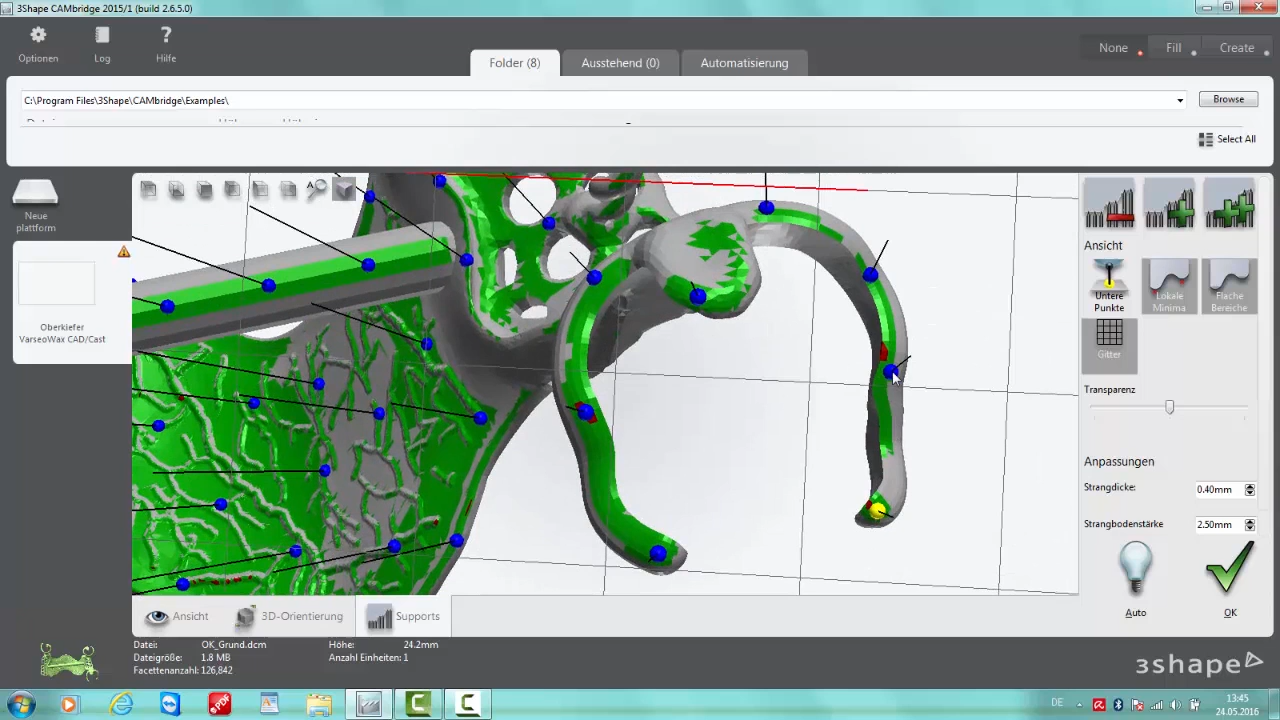 3Shape CAMbridge 2015/1 (build 2.6.5.0)
Optionen
Log
Hilfe
Folder (8)
Ausstehend (0)
Automatisierung
None
Fill
Create
C:\Program Files\3Shape\CAMbridge\Examples\
Browse
Select All
Neue
plattform
Oberkiefer
VarseoWax CAD/Cast
Ansicht
Untere
Punkte
Lokale
Minima
Flache
Bereiche
Gitter
Transparenz
Anpassungen
Strangdicke:
0.40mm
Strangbodenstärke
2.50mm
Auto
OK
Ansicht
3D-Orientierung
Supports
Datei:
OK_Grund.dcm
Höhe:
24.2mm
Dateigröße:
1.8 MB
Anzahl Einheiten: 1
Facettenanzahl:
126,842
3shape
DE
13:45
24.05.2016